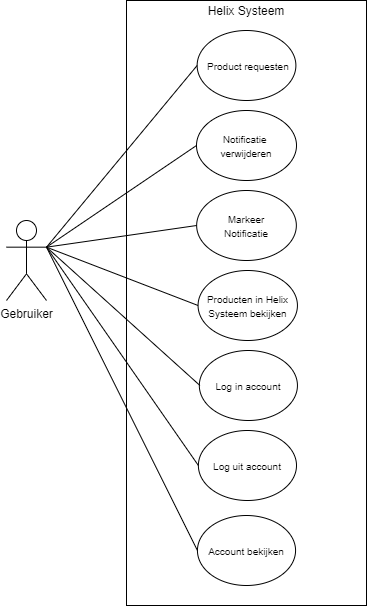 Helix Systeem
Product requesten
Notificatie
verwijderen
Markeer
Notificatie
Gebruiker
Producten in Helix
Systeem bekijken
Log in account
Log uit account
Account bekijken